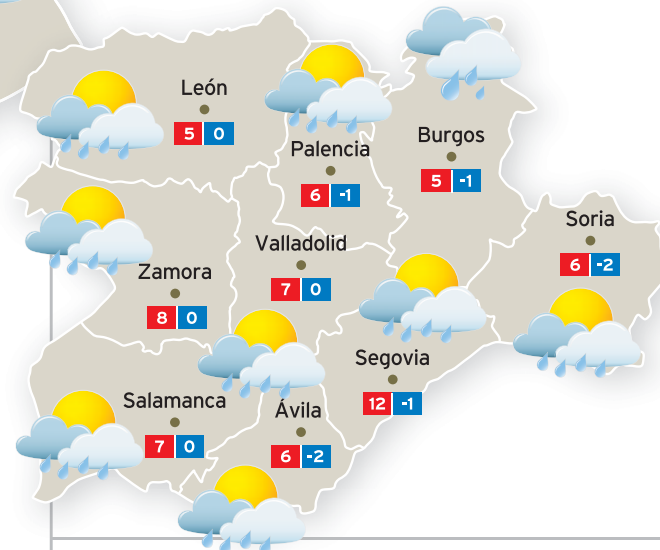 León
5 0
Palencia
6 -1
Burgos
5 -1
Soria
6 -2
Valladolid
7 0
Zamora
8 0
Segovia
12 -1
Salamanca
7 0
Ávila
6 -2